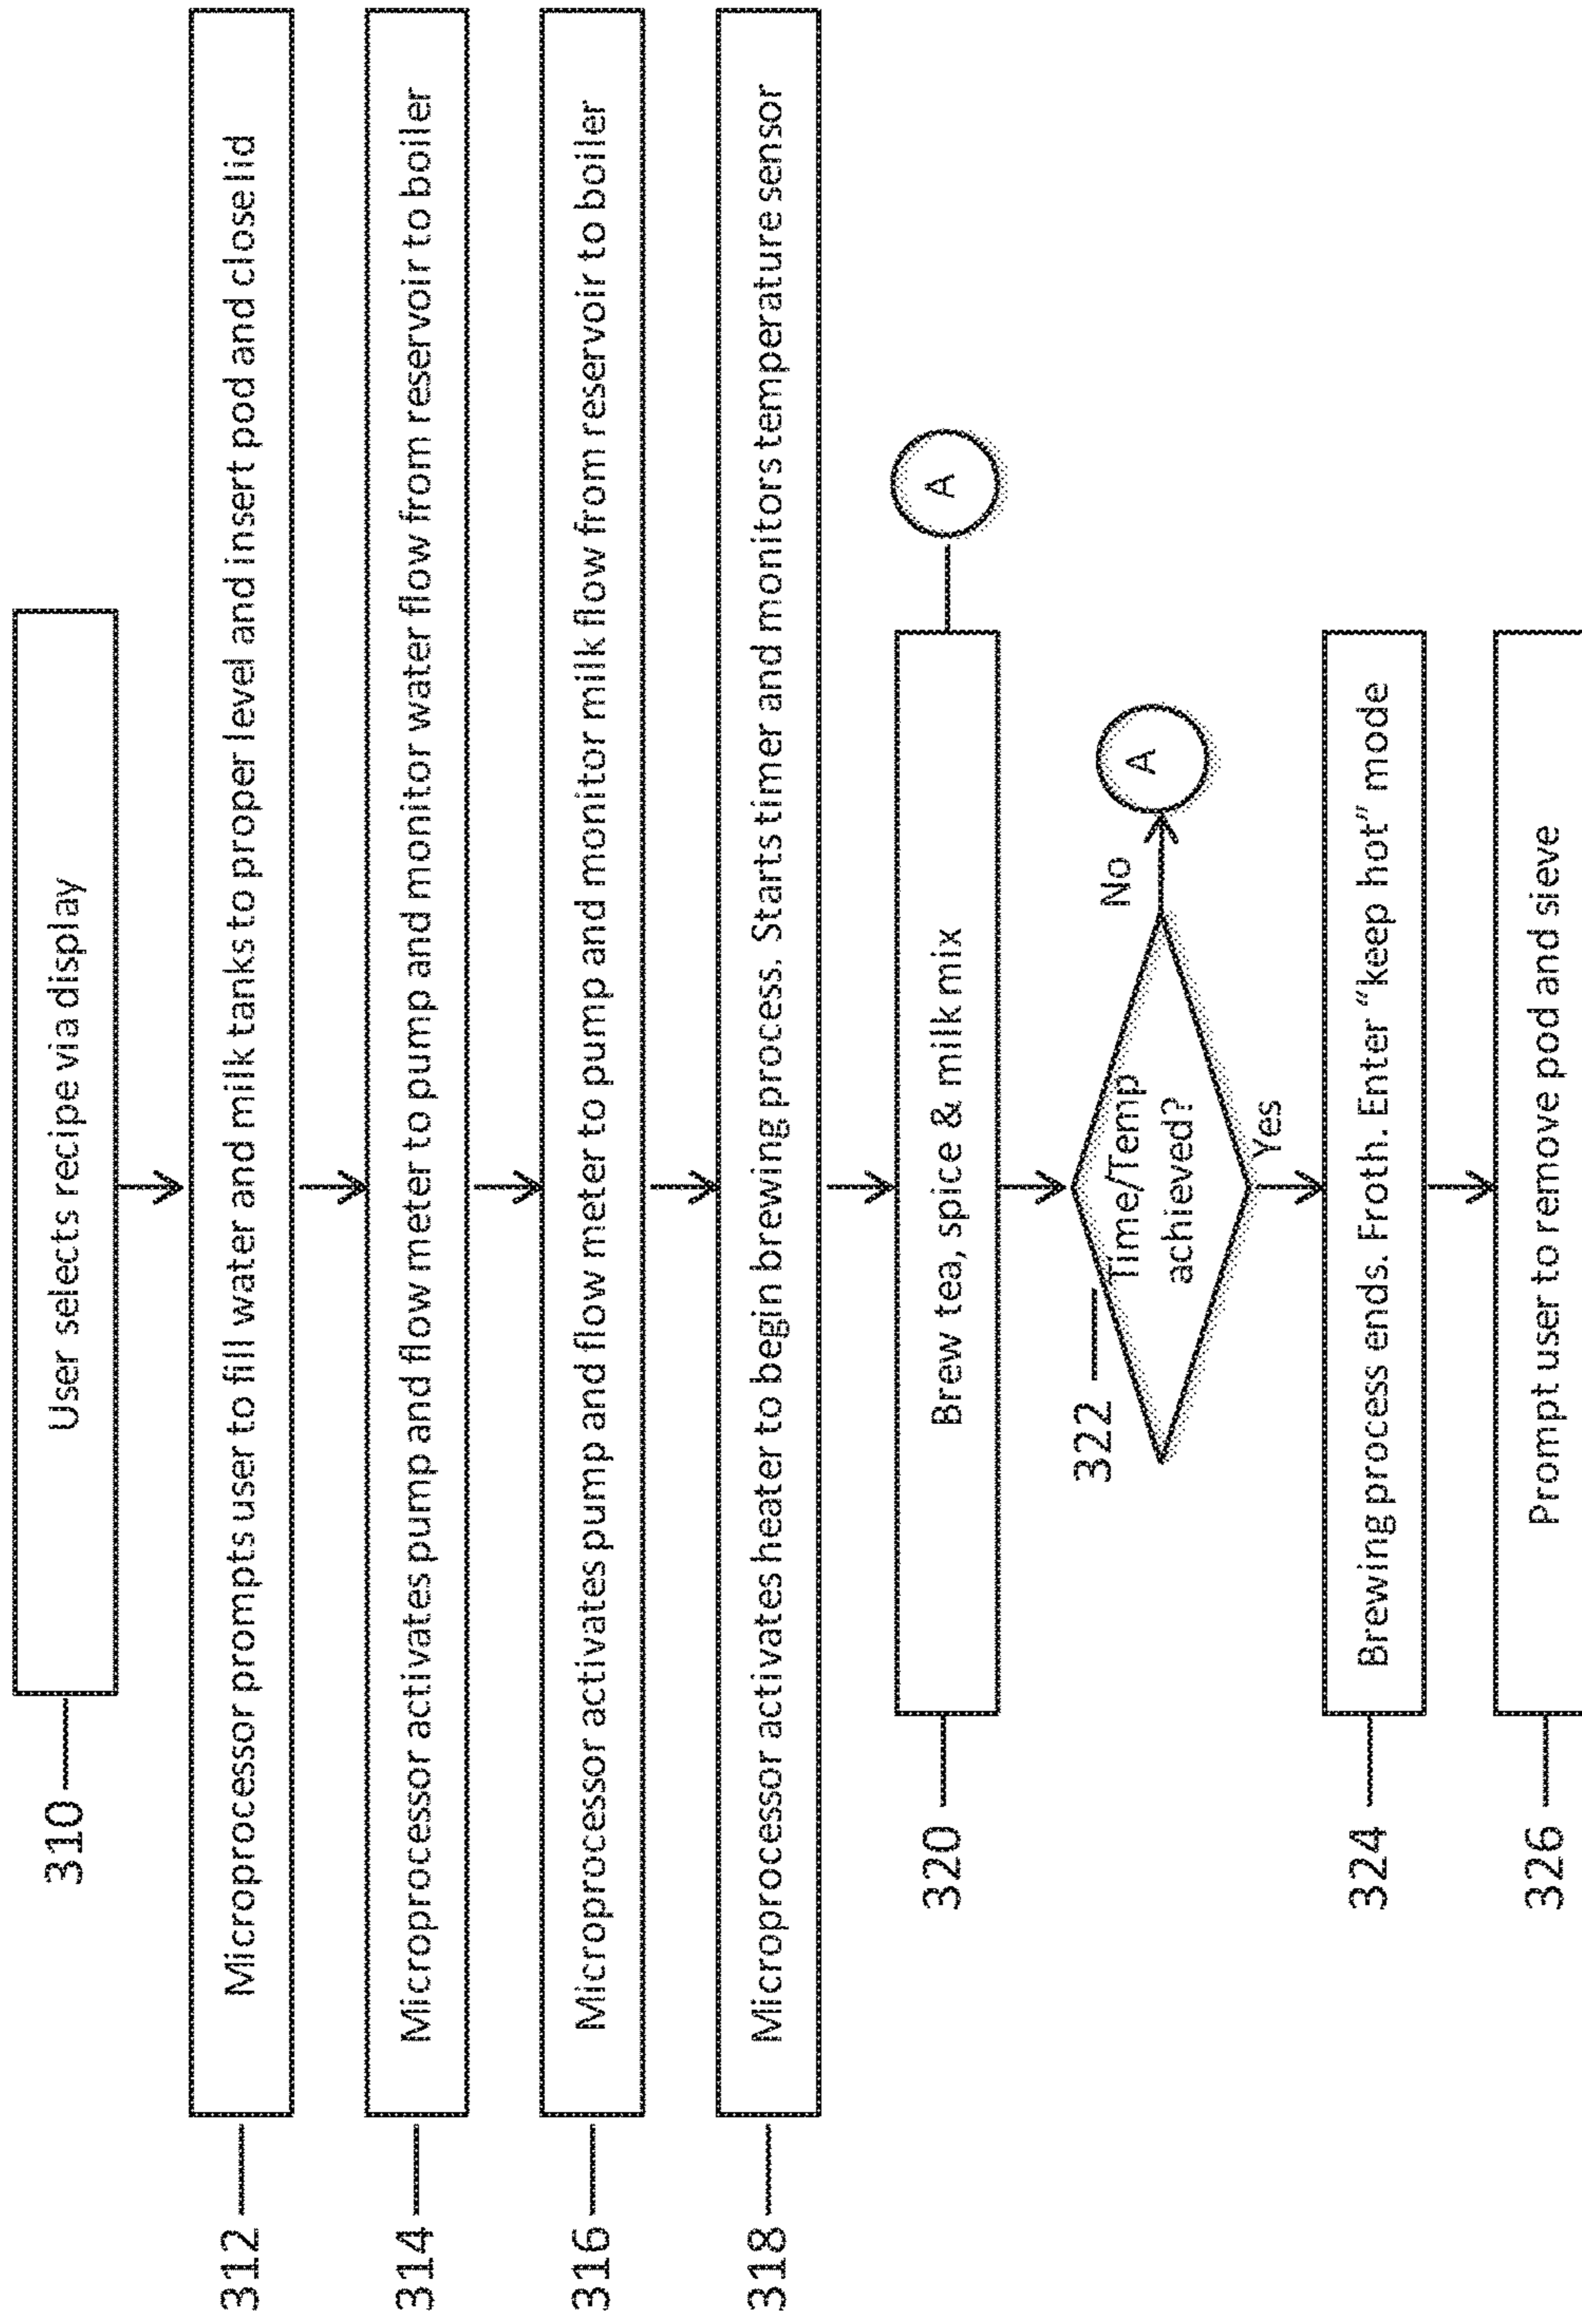 310
User selects recipe via display
312
Microprocessor prompts user to fill water and milk tanks to proper level and insert pod and close lid
314
Microprocessor activates pump and flow meter to pump and monitor water flow from reservoir to boiler
316
Microprocessor activates pump and flow meter to pump and monitor milk flow from reservoir to boiler
318
Microprocessor activates heater to begin brewing process. Starts timer and monitors temperature sensor
320
Brew tea, spice & milk mix
A
322
Time/Temp
achieved?
No
A
Yes
324
Brewing process ends. Froth. Enter “keep hot” mode
326
Prompt user to remove pod and sieve